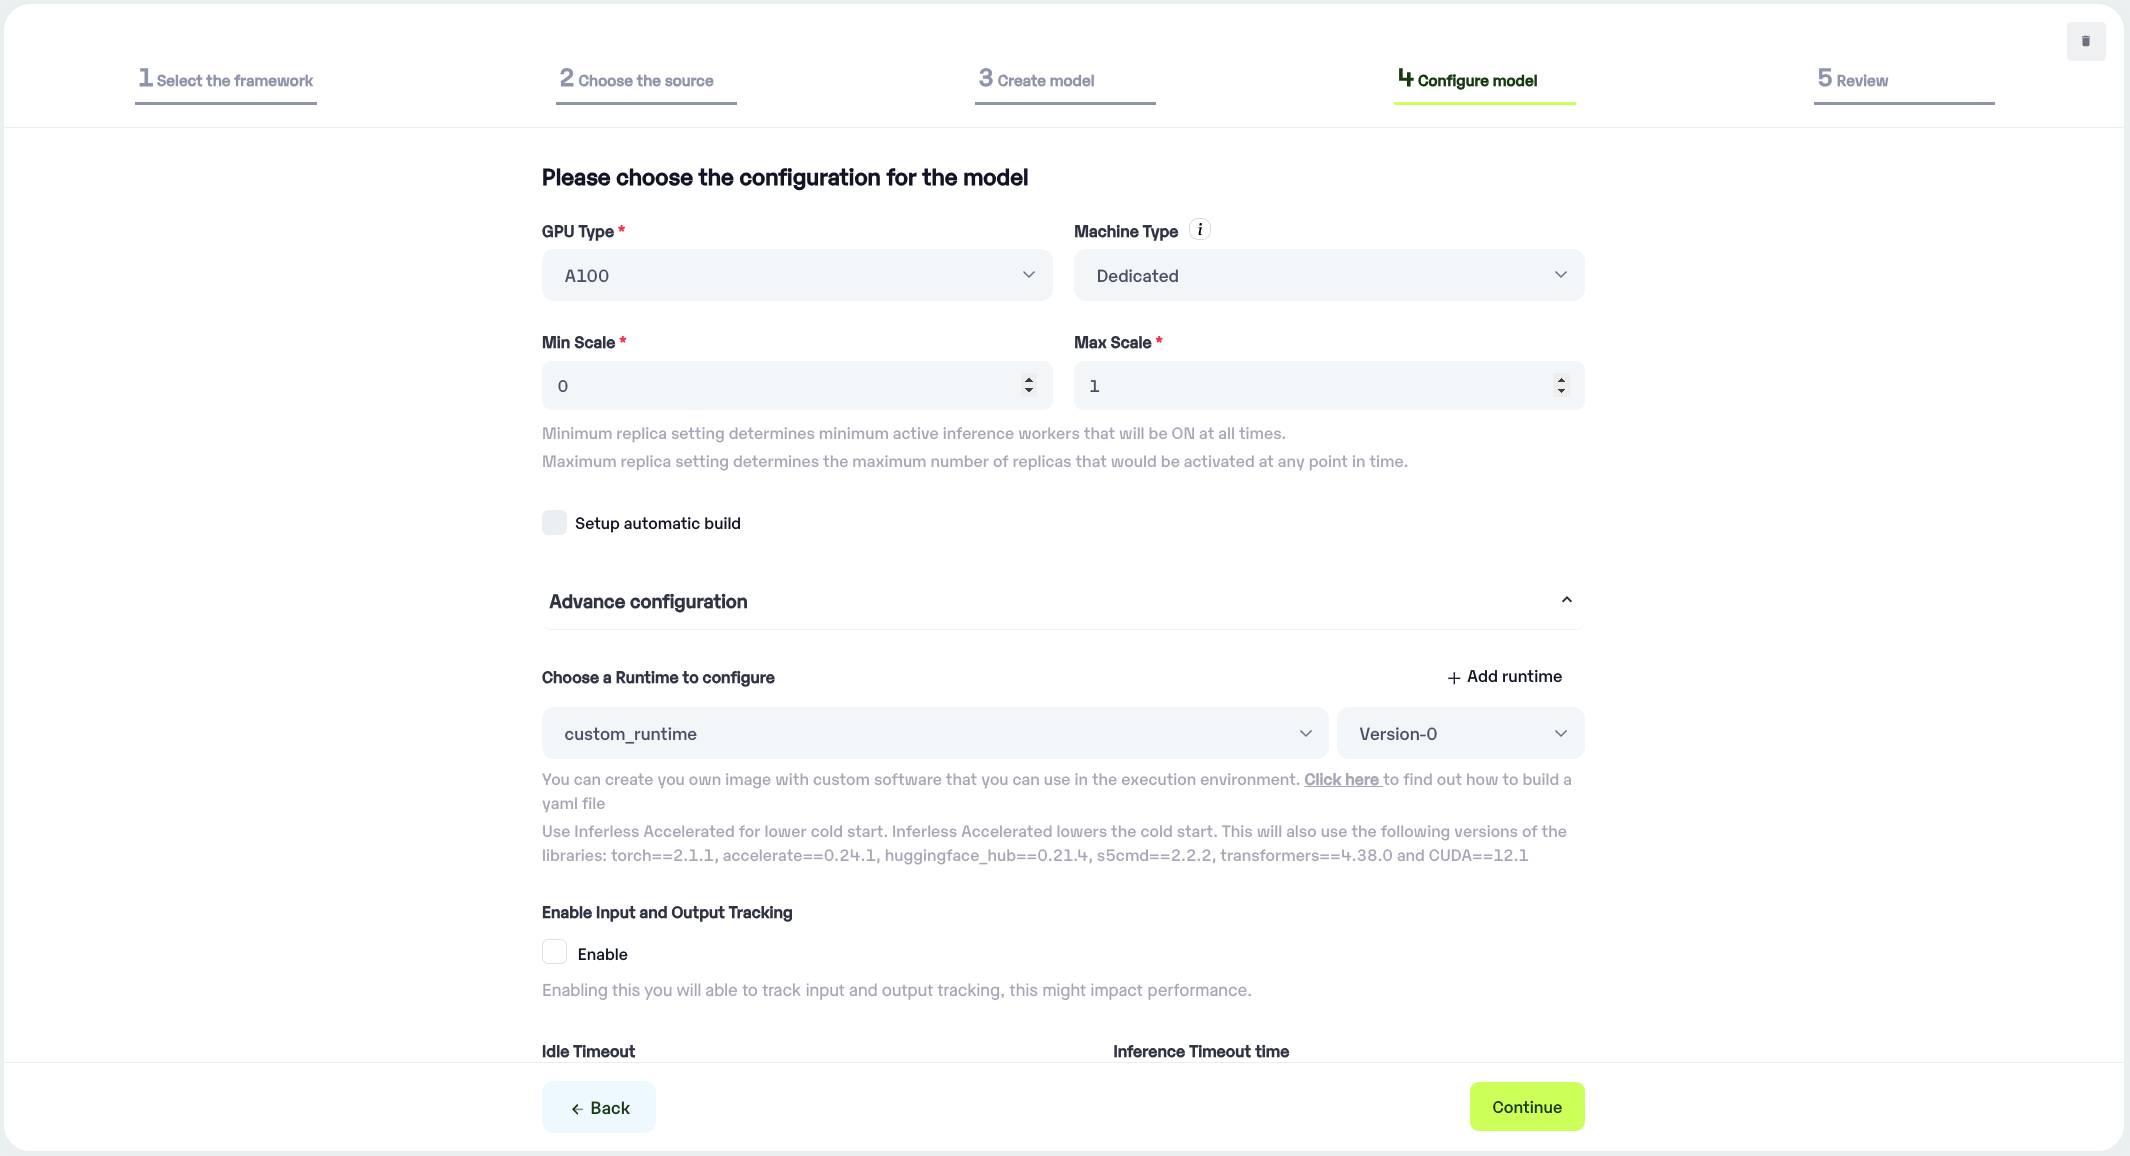 1 Select the framework
2 Choose the source
3 Create model
4 Configure model
5 Review
Please choose the configuration for the model
GPU Type *
Machine Type i
A100
Dedicated
Min Scale *
Max Scale *
0
1
Minimum replica setting determines minimum active inference workers that will be ON at all times.
Maximum replica setting determines the maximum number of replicas that would be activated at any point in time.
Setup automatic build
Advance configuration
Choose a Runtime to configure
+ Add runtime
custom_runtime
Version-0
You can create you own image with custom software that you can use in the execution environment. Click here to find out how to build a
yaml file
Use Inferless Accelerated for lower cold start. Inferless Accelerated lowers the cold start. This will also use the following versions of the
libraries: torch==2.1.1, accelerate==0.24.1, huggingface_hub==0.21.4, s5cmd==2.2.2, transformers==4.38.0 and CUDA==12.1
Enable Input and Output Tracking
Enable
Enabling this you will able to track input and output tracking, this might impact performance.
Idle Timeout
Inference Timeout time
← Back
Continue